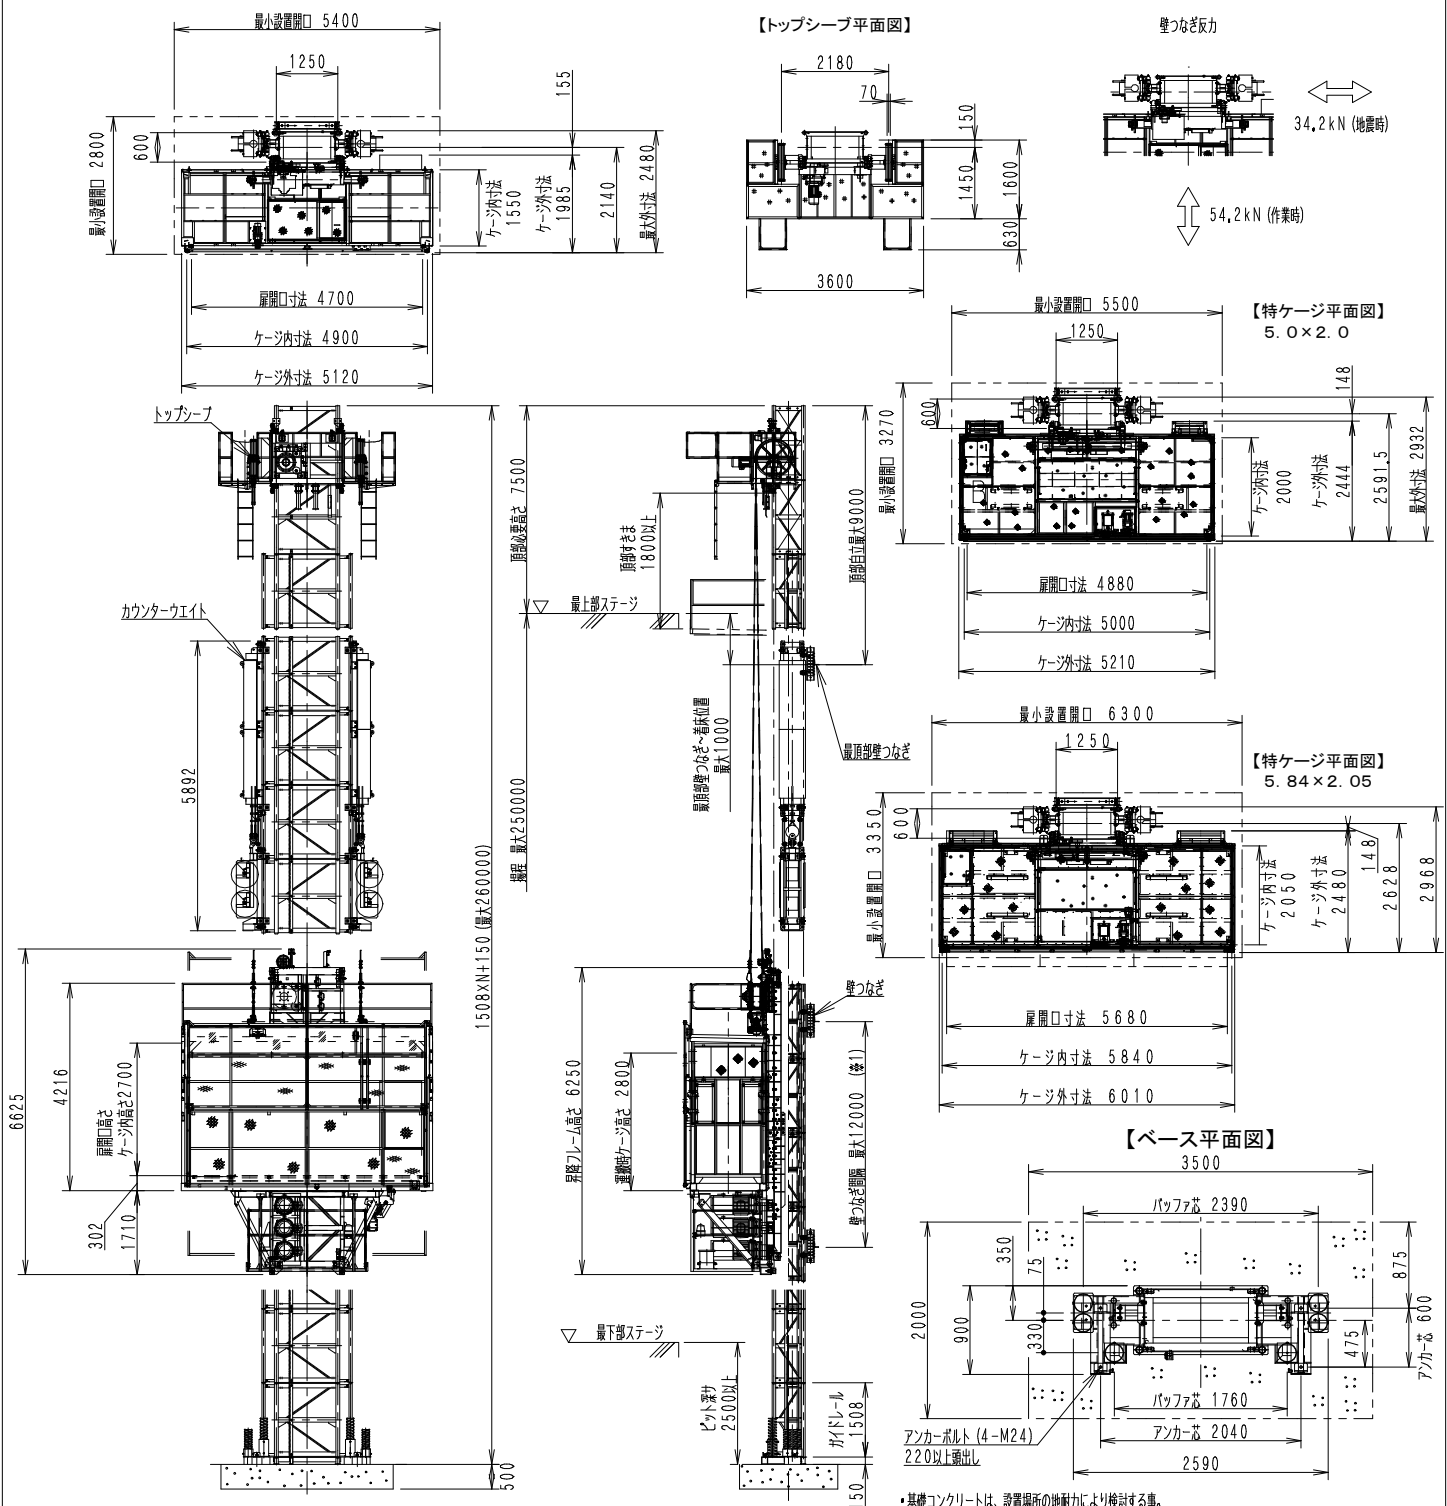 最小設置開口 5400
1250
155
最小設置開口 2800
600
ケージ内寸法
1550
ケージ外寸法
1985
2140
最大外寸法 2480
扉開口寸法 4700
ケージ内寸法 4900
ケージ外寸法 5120
【トップシーブ平面図】
2180
70
150
1450
1600
630
3600
壁つなぎ反力
34.2kN (地震時)
54.2kN (作業時)
【特ケージ平面図】
5.0×2.0
最小設置開口 5500
1250
148
最小設置開口 3270
600
ケージ内寸法
2000
ケージ外寸法
2444
2591.5
最大外寸法 2932
扉開口寸法 4880
ケージ内寸法 5000
ケージ外寸法 5210
【特ケージ平面図】
5.84×2.05
最小設置開口 6300
1250
最小設置開口 3350
600
ケージ内寸法
2050
ケージ外寸法
2480
148
2628
2968
扉開口寸法 5680
ケージ内寸法 5840
ケージ外寸法 6010
トップシーブ
カウンターウエイト
5892
6625
4216
扉開口高さ
ケージ内高さ2700
302
1710
1508×N+150 (最大260000)
500
頂部必要高さ 7500
最上部ステージ
揚程 最大250000
頂部すきま
1800以上
頂部自立最大9000
最頂部壁つなぎ~着床位置
最大1000
最頂部壁つなぎ
壁つなぎ
昇降フレーム高さ 6250
運搬時ケージ高さ 2800
壁つなぎ間隔 最大12000 (※1)
最下部ステージ
ピット深サ
2500以上
ガイドレール
1508
150
【ベース平面図】
3500
バッファ芯 2390
350
75
2000
900
330
875
アンカー芯 600
475
バッファ芯 1760
アンカー芯 2040
2590
アンカーボルト (4-M24)
220以上頭出し
・基礎コンクリートは、設置場所の地耐力により検討する事。